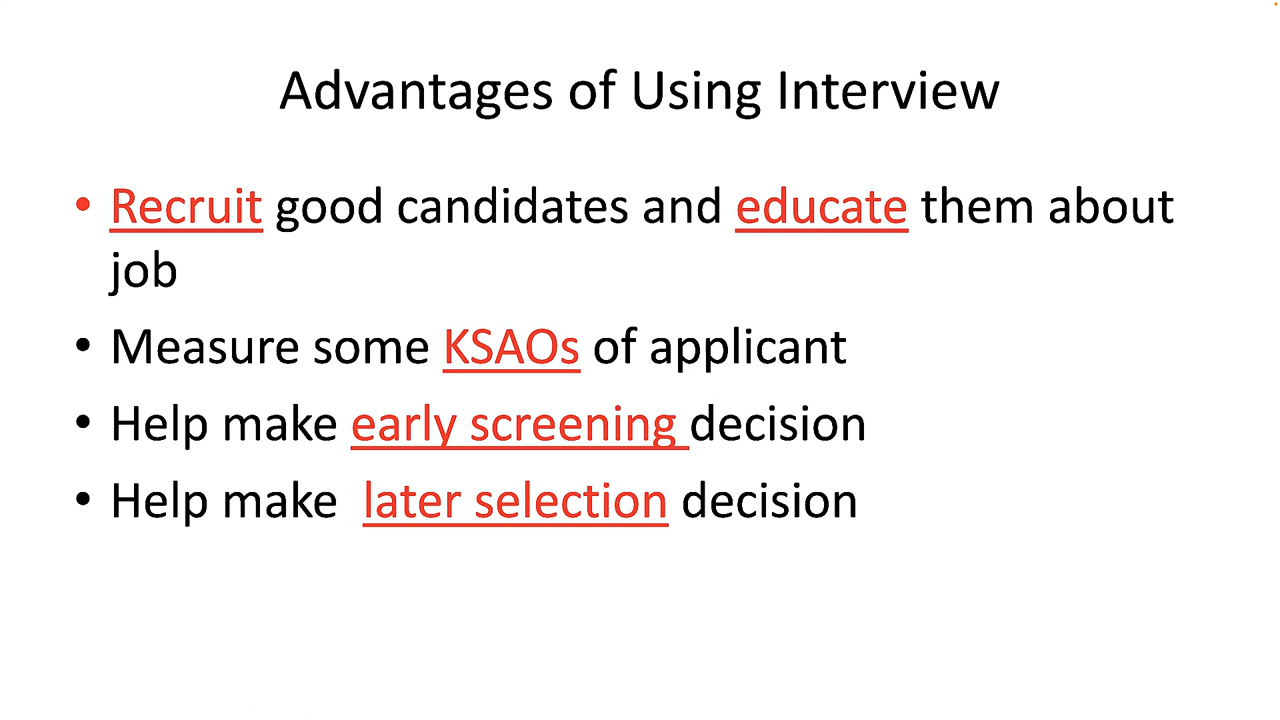 Advantages of Using Interview
• Recruit good candidates and educate them about
job
• Measure some KSAOs of applicant
• Help make early screening decision
• Help make  later selection decision